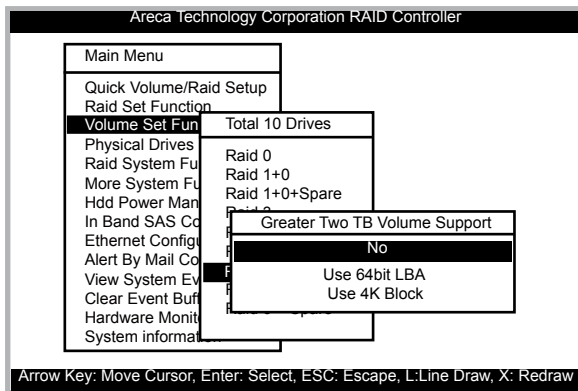 Areca Technology Corporation RAID Controller
Main Menu
Quick Volume/Raid Setup
Raid Set Function
Volume Set Fun
Physical Drives
Raid System Fu
More System Fu
Hdd Power Man
In Band SAS Co
Ethernet Configu
Alert By Mail Co
View System Ev
Clear Event Buf
Hardware Monit
System informat
Total 10 Drives
Raid 0
Raid 1+0
Raid 1+0+Spare
Greater Two TB Volume Support
No
Use 64bit LBA
Use 4K Block
Arrow Key: Move Cursor, Enter: Select, ESC: Escape, L:Line Draw, X: Redraw